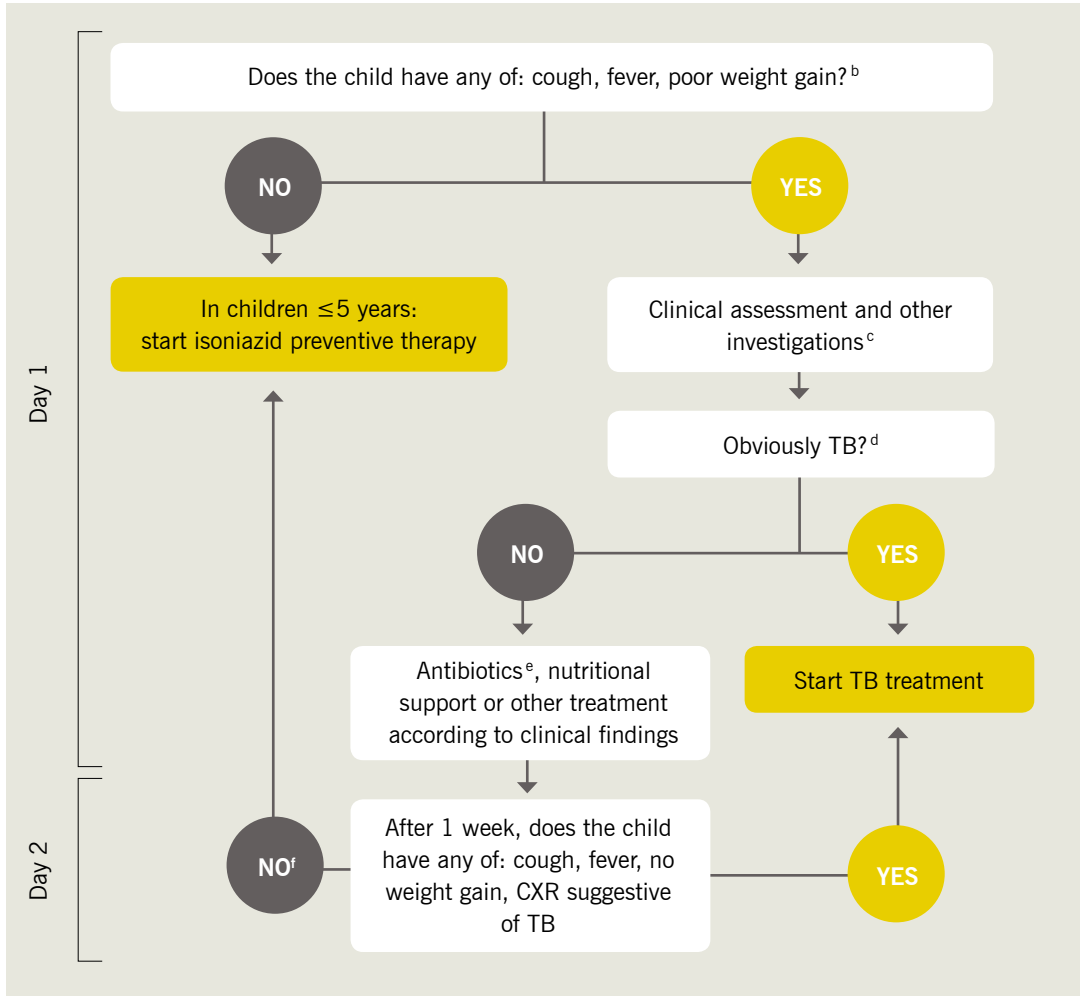 Day 1
Does the child have any of: cough, fever, poor weight gain? b
NO
YES
In children ≤5 years:
start isoniazid preventive therapy
Clinical assessment and other
investigations c
Obviously TB? d
NO
YES
Antibiotics e, nutritional
support or other treatment
according to clinical findings
Start TB treatment
Day 2
After 1 week, does the child
have any of: cough, fever, no
weight gain, CXR suggestive
of TB
NO f
YES